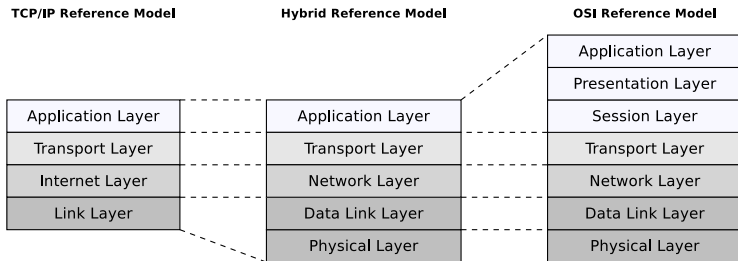 TCP/IP Reference Model
Application Layer
Transport Layer
Internet Layer
Link Layer
Hybrid Reference Model
Application Layer
Transport Layer
Network Layer
Data Link Layer
Physical Layer
OSI Reference Model
Application Layer
Presentation Layer
Session Layer
Transport Layer
Network Layer
Data Link Layer
Physical Layer